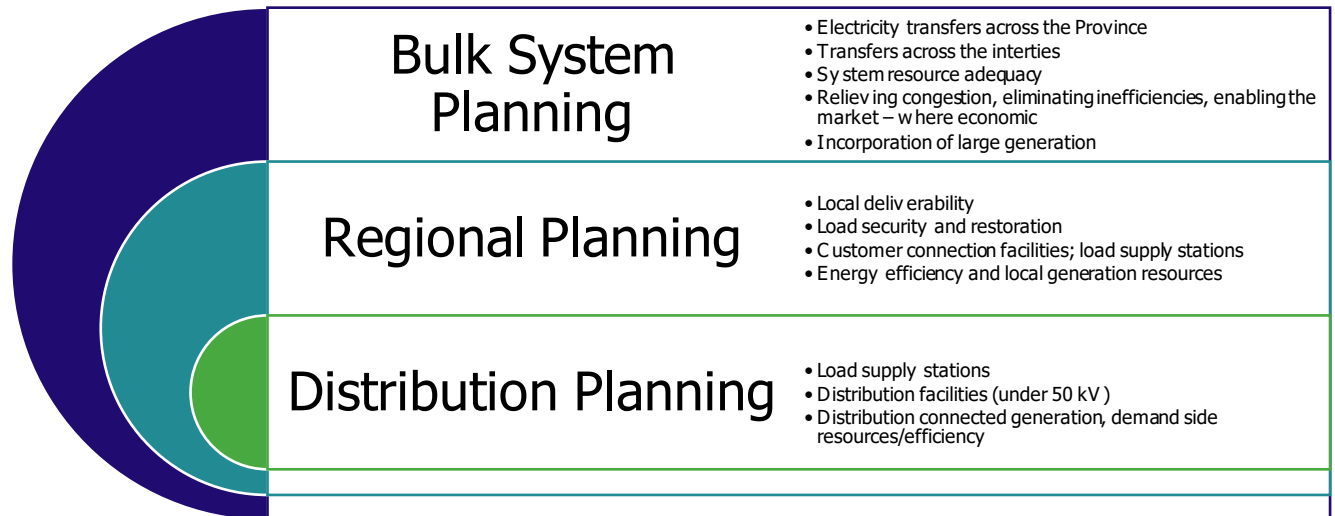 Bulk System
Planning
• Electricity transfers across the Province
• Transfers across the interties
• System resource adequacy
• Relieving congestion, eliminating inefficiencies, enabling the
market – where economic
• Incorporation of large generation
Regional Planning
• Local deliverability
• Load security and restoration
• Customer connection facilities; load supply stations
• Energy efficiency and local generation resources
Distribution Planning
• Load supply stations
• Distribution facilities (under 50 kV)
• Distribution connected generation, demand side
resources/efficiency